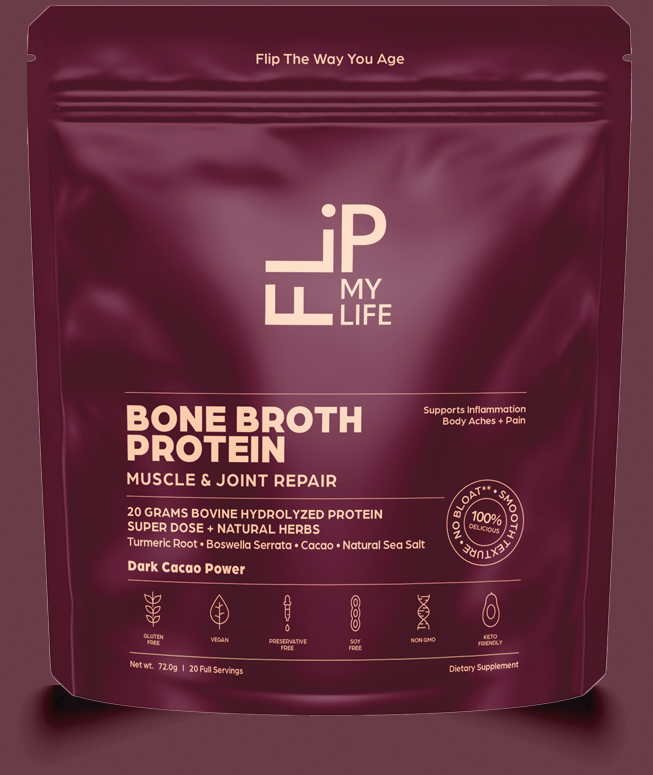 Flip The Way You Age
FLiP
MY
LIFE
BONE BROTH
PROTEIN
MUSCLE & JOINT REPAIR
Supports Inflammation
Body Aches + Pain
20 GRAMS BOVINE HYDROLYZED PROTEIN
SUPER DOSE + NATURAL HERBS
Turmeric Root • Boswella Serrata • Cacao • Natural Sea Salt
NO BLOAT** • SMOOTH TEXTURE •
100%
DELICIOUS
Dark Cacao Power
GLUTEN
FREE
VEGAN
PRESERVATIVE
FREE
SOY
FREE
NON GMO
KETO
FRIENDLY
Net wt. 72.0g | 20 Full Servings
Dietary Supplement